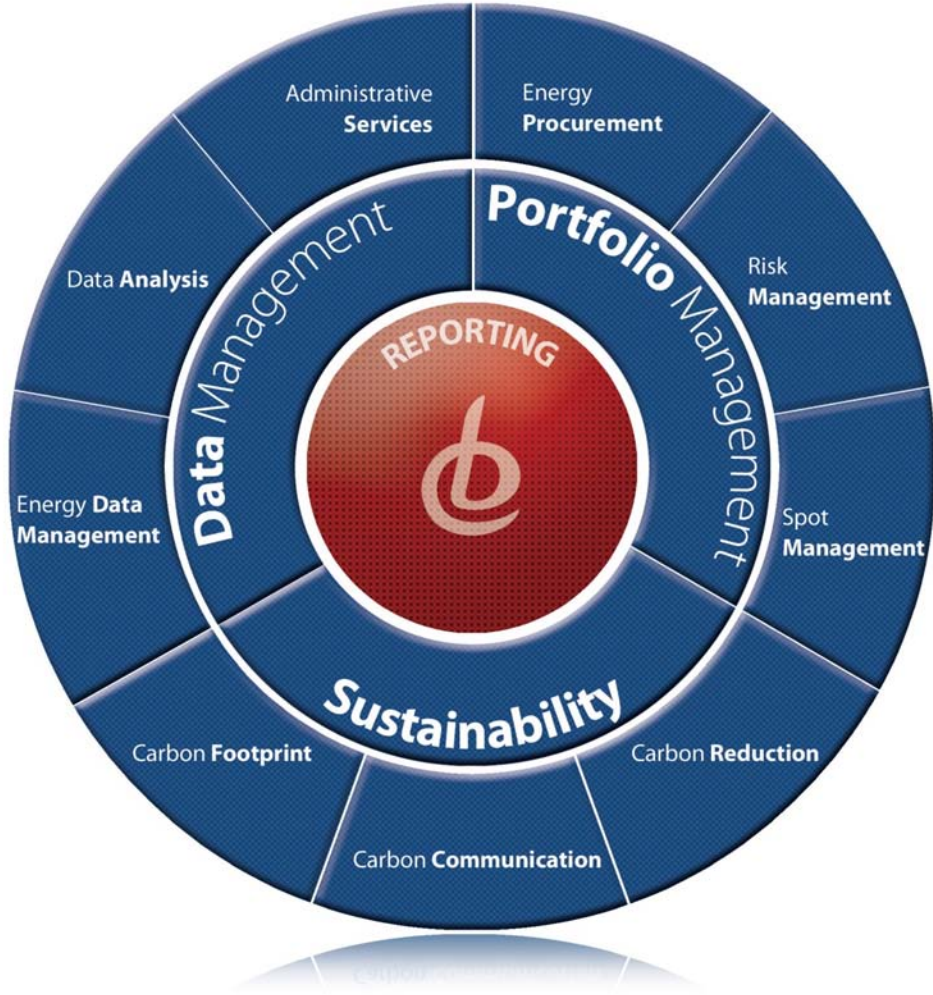 Administrative
Services
Energy
Procurement
Data Analysis
Data Management
Portfolio Management
Risk
Management
REPORTING
Energy Data
Management
Spot
Management
Sustainability
Carbon Footprint
Carbon Reduction
Carbon Communication